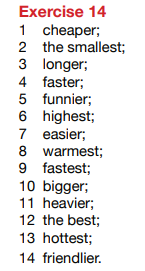 Exercise 14
1 cheaper;
2 the smallest;
3 longer;
4 faster;
5 funnier;
6 highest;
7 easier;
8 warmest;
9 fastest;
10 bigger;
11 heavier;
12 the best;
13 hottest;
14 friendlier.